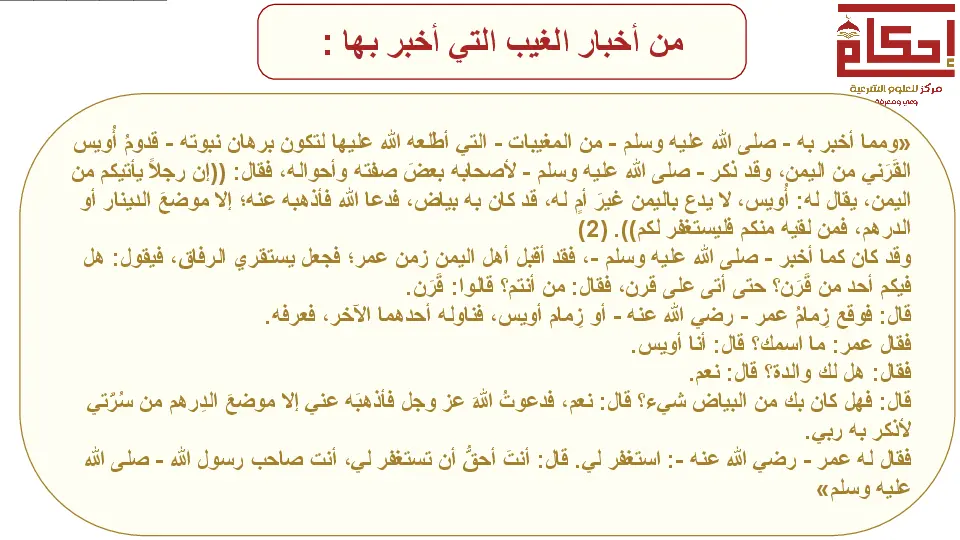 من أخبار الغيب التي أخبر بها :
إحكام
مركز للعلوم الشرعية
وعي ومعرفة
«ومما أخبر به - صلى الله عليه وسلم - من المغيبات - التي أطلعه الله عليها لتكون برهان نبوته - قدومُ أُويس
القَرَني من اليمن، وقد ذكر - صلى الله عليه وسلم - لأصحابه بعضَ صفته وأحواله، فقال: ((إن رجلاً يأتيكم من
اليمن، يقال له: أُويس، لا يدع باليمن غيرَ أمٍ له، قد كان به بياض، فدعا الله فأذهبه عنه؛ إلا موضعَ الدينار أو
الدرهم، فمن لقيه منكم فليستغفر لكم)). (2)
وقد كان كما أخبر - صلى الله عليه وسلم -، فقد أقبل أهل اليمن زمن عمر؛ فجعل يستقري الرفاق، فيقول: هل
فيكم أحد من قَرَن؟ حتى أتى على قرن، فقال: من أنتم؟ قالوا: قَرَن.
قال: فوقع زِمامُ عمر - رضي الله عنه - أو زِمام أويس، فناوله أحدهما الآخر، فعرفه.
فقال عمر: ما اسمك؟ قال: أنا أويس.
فقال: هل لك والدة؟ قال: نعم.
قال: فهل كان بك من البياض شيء؟ قال: نعم، فدعوتُ اللهَ عز وجل فأذهبَه عني إلا موضعَ الدِرهم من سُرَّتي
لأذكر به ربي.
فقال له عمر - رضي الله عنه -: استغفر لي. قال: أنتَ أحقُّ أن تستغفر لي، أنت صاحب رسول الله - صلى الله
عليه وسلم»